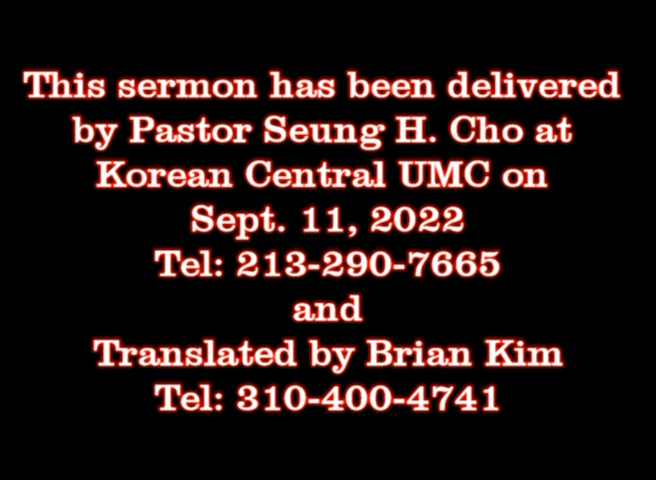 This sermon has been delivered
by Pastor Seung H. Cho at
Korean Central UMC on
Sept. 11, 2022
Tel: 213-290-7665
and
Translated by Brian Kim
Tel: 310-400-4741